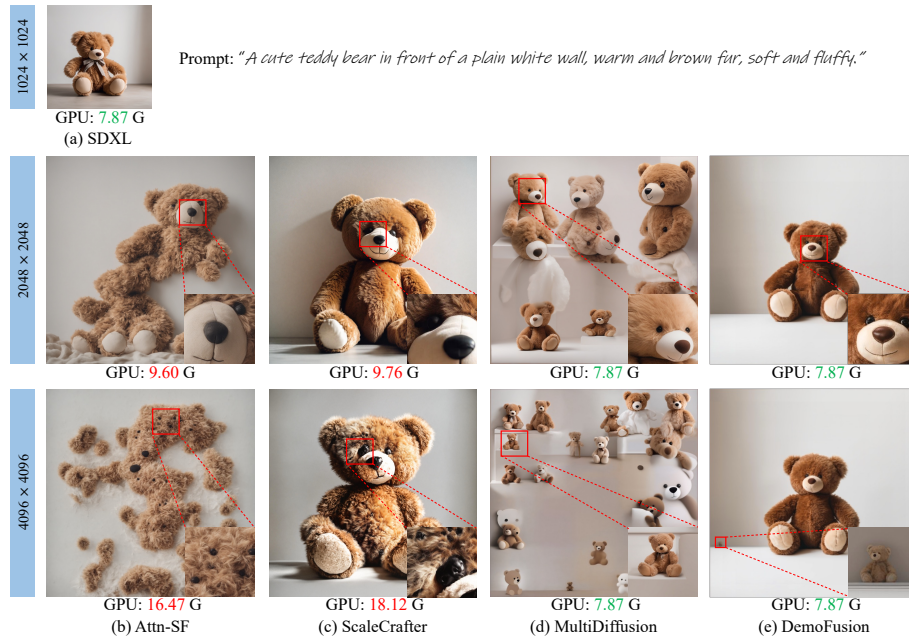 1024 × 1024
Prompt: "A cute teddy bear in front of a plain white wall, warm and brown fur, soft and fluffy."
GPU: 7.87 G
(a) SDXL
2048 × 2048
GPU: 9.60 G
GPU: 9.76 G
GPU: 7.87 G
GPU: 7.87 G
4096 × 4096
GPU: 16.47 G
GPU: 18.12 G
GPU: 7.87 G
GPU: 7.87 G
(b) Attn-SF
(c) ScaleCrafter
(d) MultiDiffusion
(e) DemoFusion